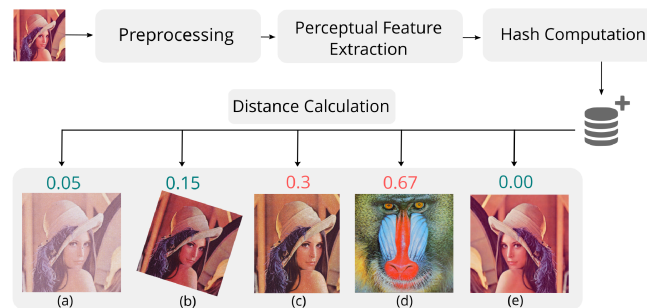 Preprocessing
Perceptual Feature
Extraction
Hash Computation
Distance Calculation
0.05 0.15 0.3 0.67 0.00
(a) (b) (c) (d) (e)